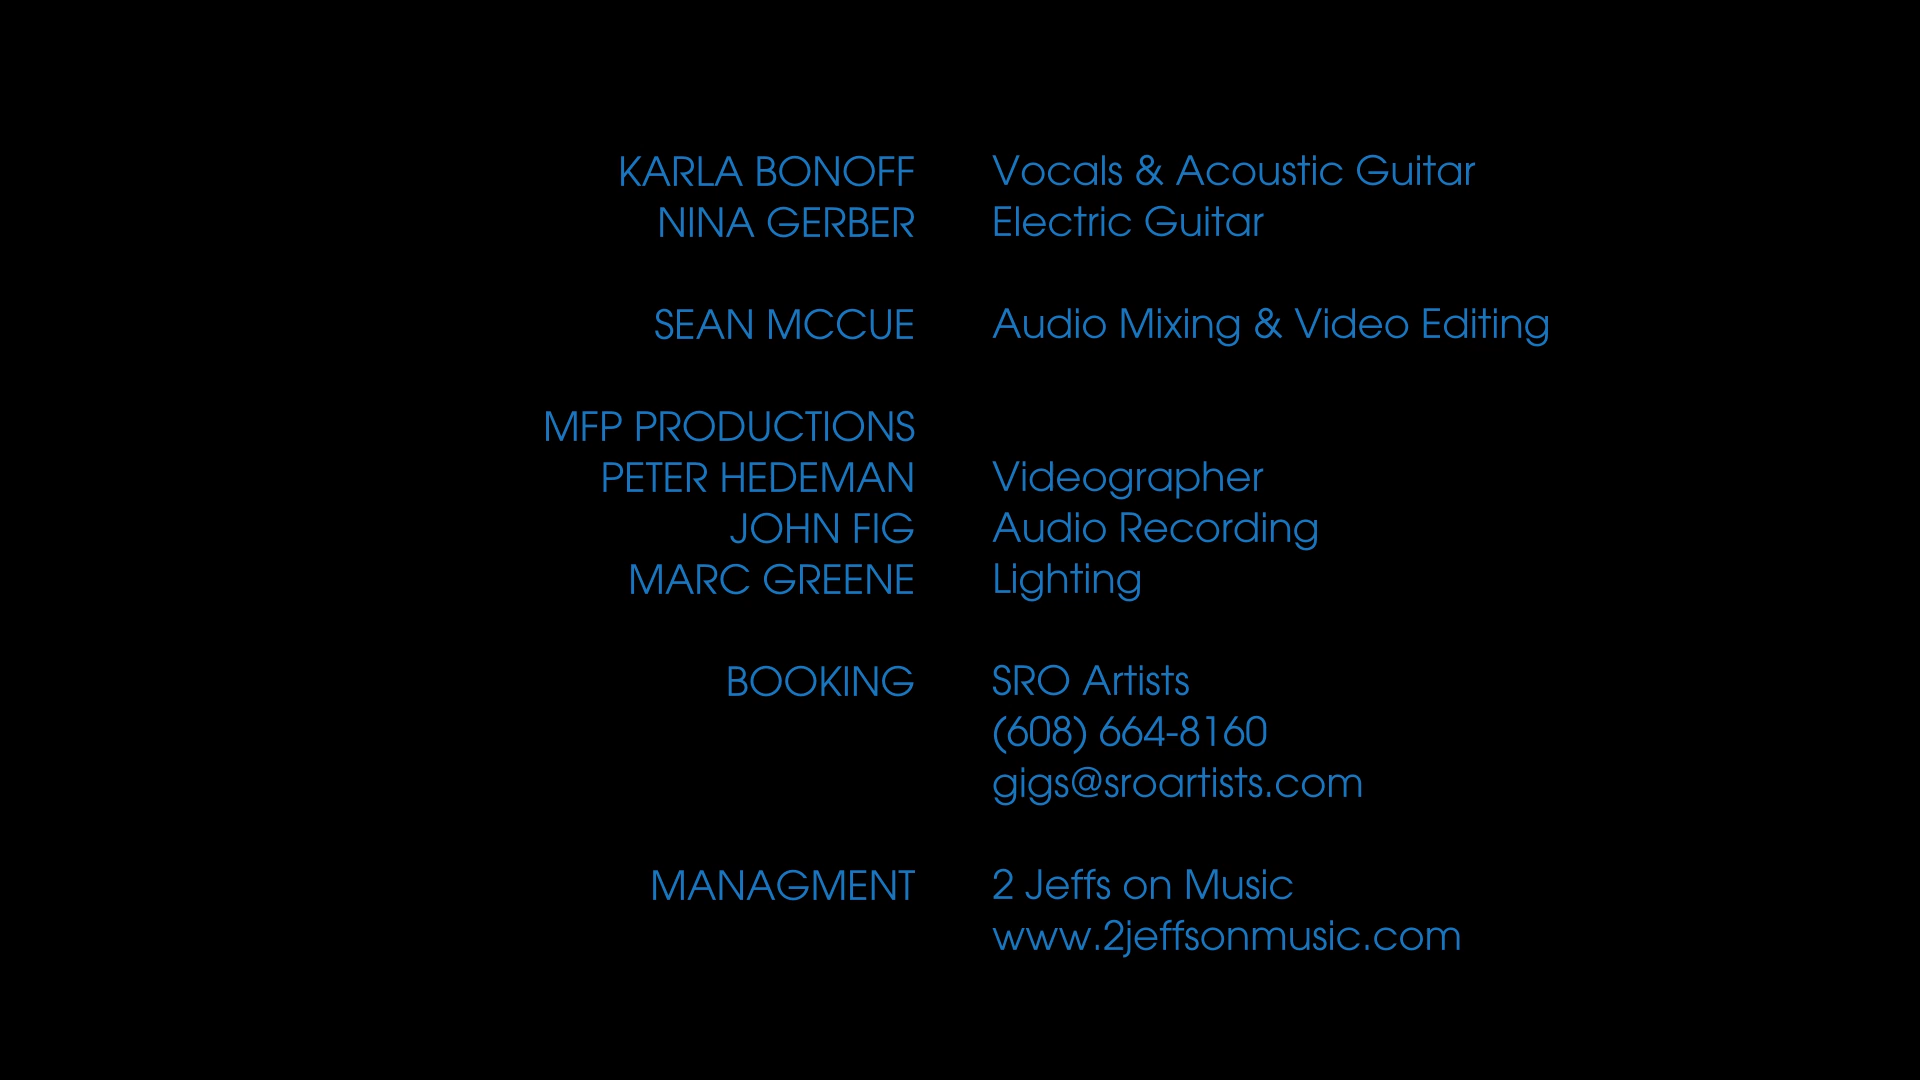 KARLA BONOFF Vocals & Acoustic Guitar
NINA GERBER Electric Guitar
SEAN MCCUE Audio Mixing & Video Editing
MFP PRODUCTIONS
PETER HEDEMAN Videographer
JOHN FIG Audio Recording
MARC GREENE Lighting
BOOKING SRO Artists
(608) 664-8160
gigs@sroartists.com
MANAGMENT 2 Jeffs on Music
www.2jeffsonmusic.com